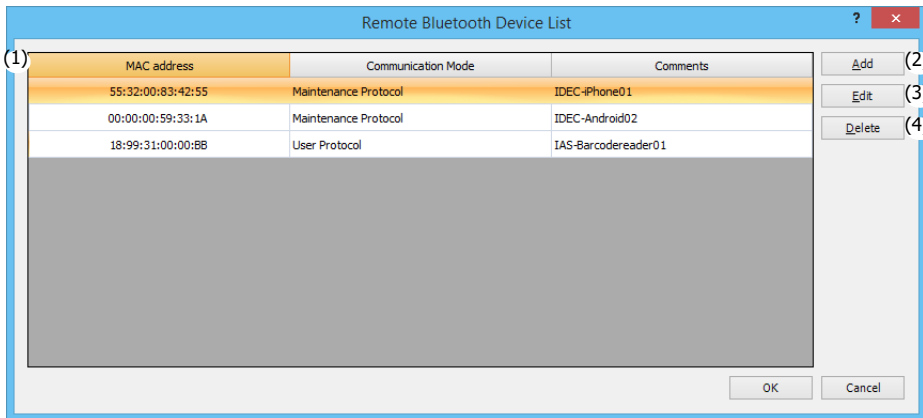 Remote Bluetooth Device List ? ×
(1) MAC address Communication Mode Comments Add (2
55:32:00:83:42:55 Maintenance Protocol IDEC-iPhone01 Edit (3
00:00:00:59:33:1A Maintenance Protocol IDEC-Android02 Delete (4
18:99:31:00:00:BB User Protocol IAS-Barcodereader01
OK Cancel